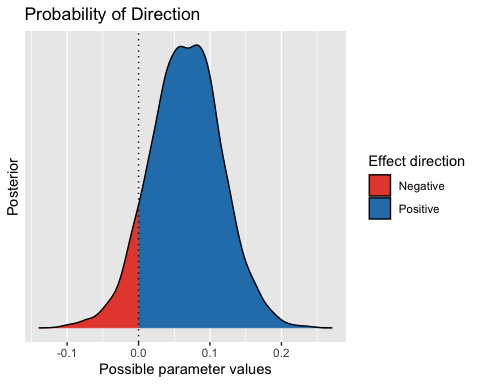 Probability of Direction
Posterior
Effect direction
Negative
Positive
-0.1 0.0 0.1 0.2
Possible parameter values